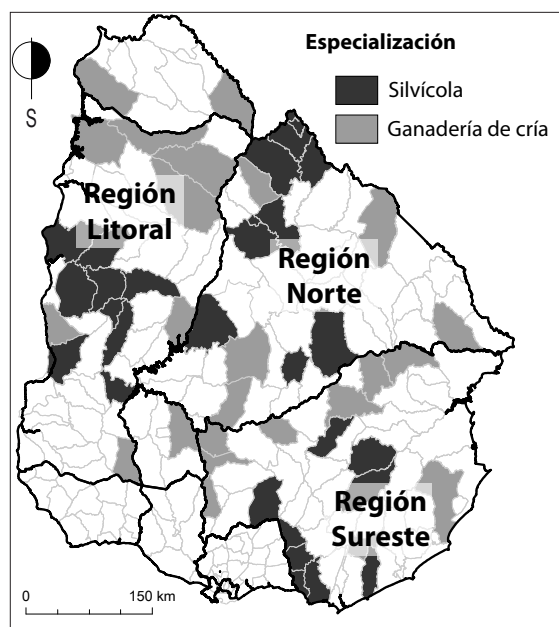 Especialización
Silvícola
Ganadería de cría
S
Región
Litoral
Región
Norte
Región
Sureste
0 150 km